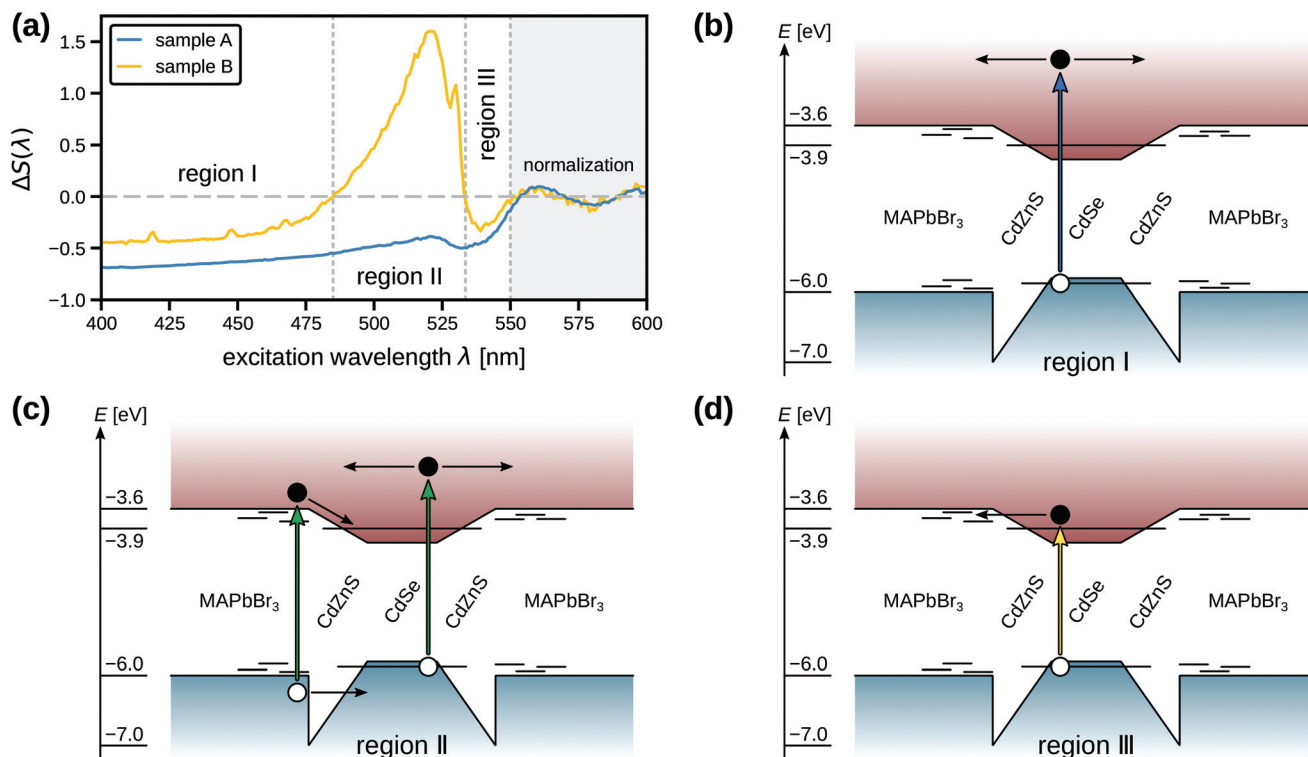 (a)
sample A
sample B
region I
region II
region III
normalization
ΔS(λ)
1.5
1.0
0.5
0.0
−0.5
−1.0
400
425
450
475
500
525
550
575
600
excitation wavelength λ [nm]
(b)
E [eV]
−3.6
−3.9
−6.0
−7.0
MAPbBr₃
CdZnS
CdSe
CdZnS
MAPbBr₃
region I
(c)
E [eV]
−3.6
−3.9
−6.0
−7.0
MAPbBr₃
CdZnS
CdSe
CdZnS
MAPbBr₃
region II
(d)
E [eV]
−3.6
−3.9
−6.0
−7.0
MAPbBr₃
CdZnS
CdSe
CdZnS
MAPbBr₃
region III